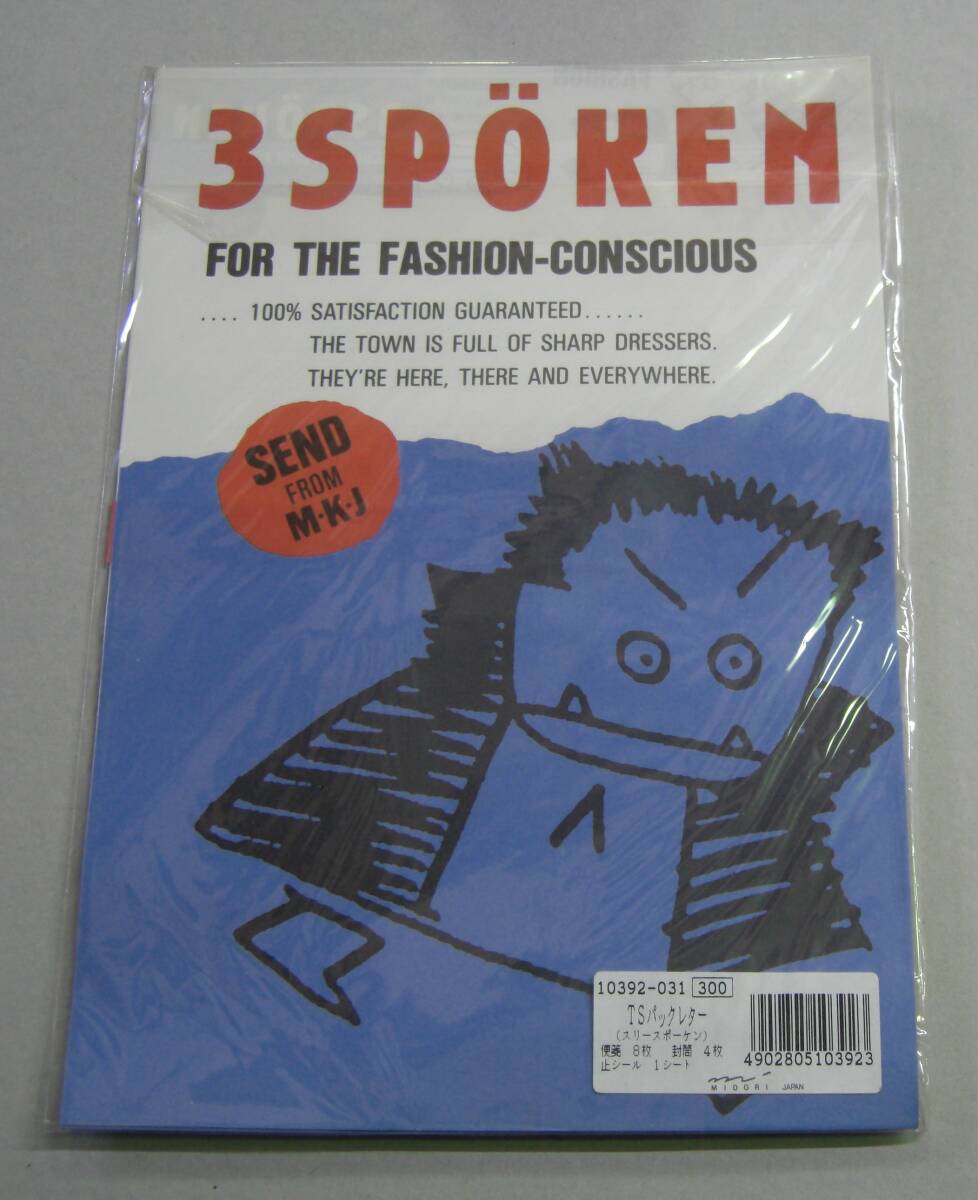 3SPÖKEN
FOR THE FASHION-CONSCIOUS
.... 100% SATISFACTION GUARANTEED......
THE TOWN IS FULL OF SHARP DRESSERS.
THEY'RE HERE, THERE AND EVERYWHERE.
SEND
FROM
M·K·J
10392-031 300
TSパックレター
(スリースポーケン)
便箋 8枚 封筒 4枚
止シール 1シート
4902805103923
MIDORI JAPAN